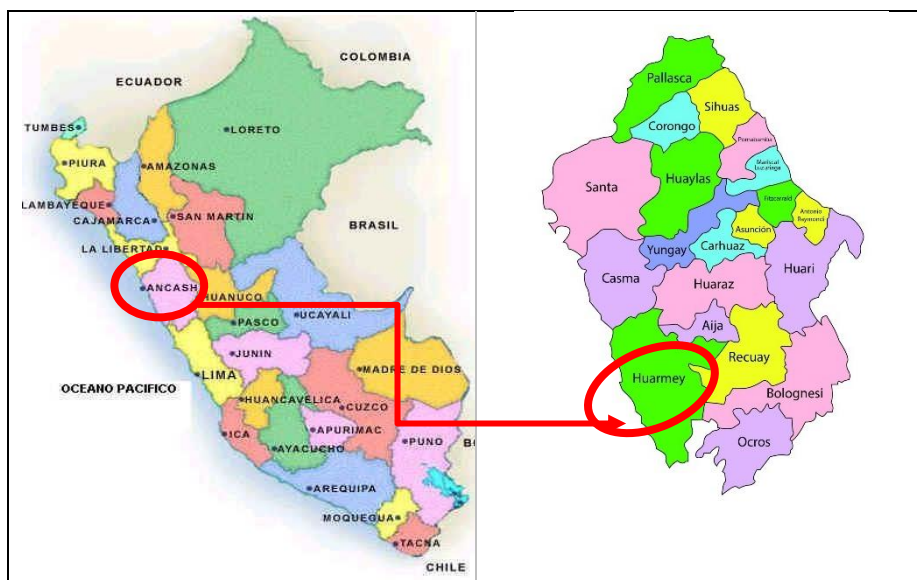 COLOMBIA
ECUADOR
TUMBES
LORETO
PIURA
AMAZONAS
LAMBAYEQUE
SAN MARTIN
CAJAMARCA
BRASIL
LA LIBERTAD
ANCASH
HUANUCO
UCAYALI
PASCO
JUNIN
LIMA
MADRE DE DIOS
OCEANO PACIFICO
HUANCAVELICA
CUZCO
APURIMAC
ICA
AYACUCHO
PUNO
B
AREQUIPA
MOQUEGUA
TACNA
CHILE
Pallasca
Sihuas
Corongo
Pomabamba
Mariscal
Luzuriaga
Santa
Huaylas
Fitzcarrald
Antonio
Raymondi
Asunción
Yungay
Carhuaz
Casma
Huaraz
Huari
Aija
Recuay
Huarmey
Bolognesi
Ocros